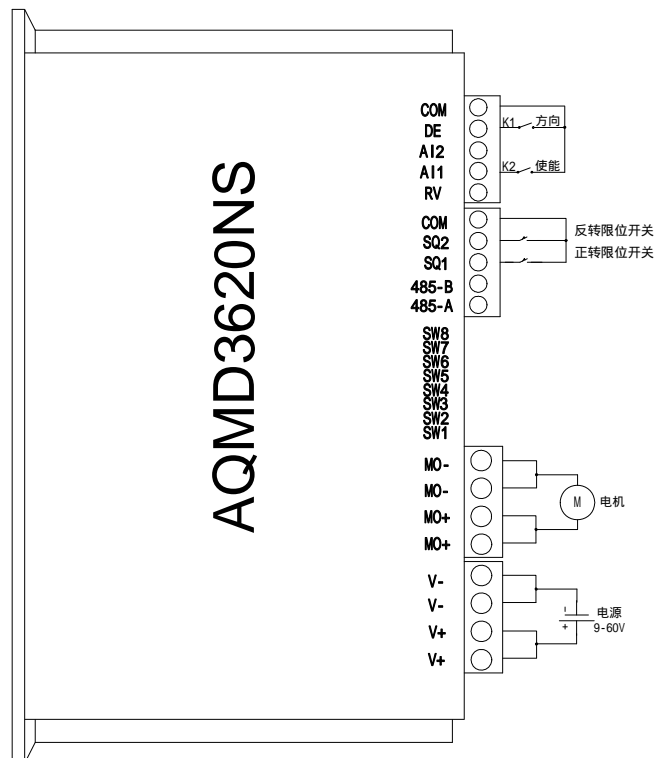 AQMD3620NS
COM
DE
AI2
AI1
RV
K1
方向
K2
使能
COM
SQ2
SQ1
485-B
485-A
反转限位开关
正转限位开关
SW8
SW7
SW6
SW5
SW4
SW3
SW2
SW1
MO-
MO-
MO+
MO+
M
电机
V-
V-
V+
V+
-
+
电源
9-60V